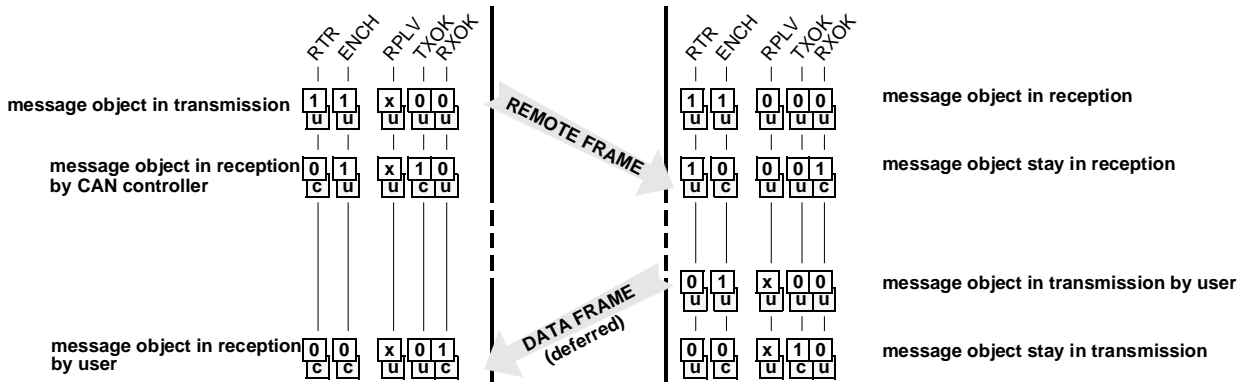 RTR ENCH RPLV TXOK RXOK
message object in transmission 1 1 x 0 0
u u u u u
message object in reception 0 1 x 1 0
by CAN controller c u u c u
message object in reception 0 0 x 0 1
by user c c u u c
REMOTE FRAME
DATA FRAME
(deferred)
RTR ENCH RPLV TXOK RXOK
1 1 0 0 0 message object in reception
u u u u u
1 0 0 0 1 message object stay in reception
u c u u c
0 1 x 0 0 message object in transmission by user
u u u u u
0 0 x 1 0 message object stay in transmission
u c u c u